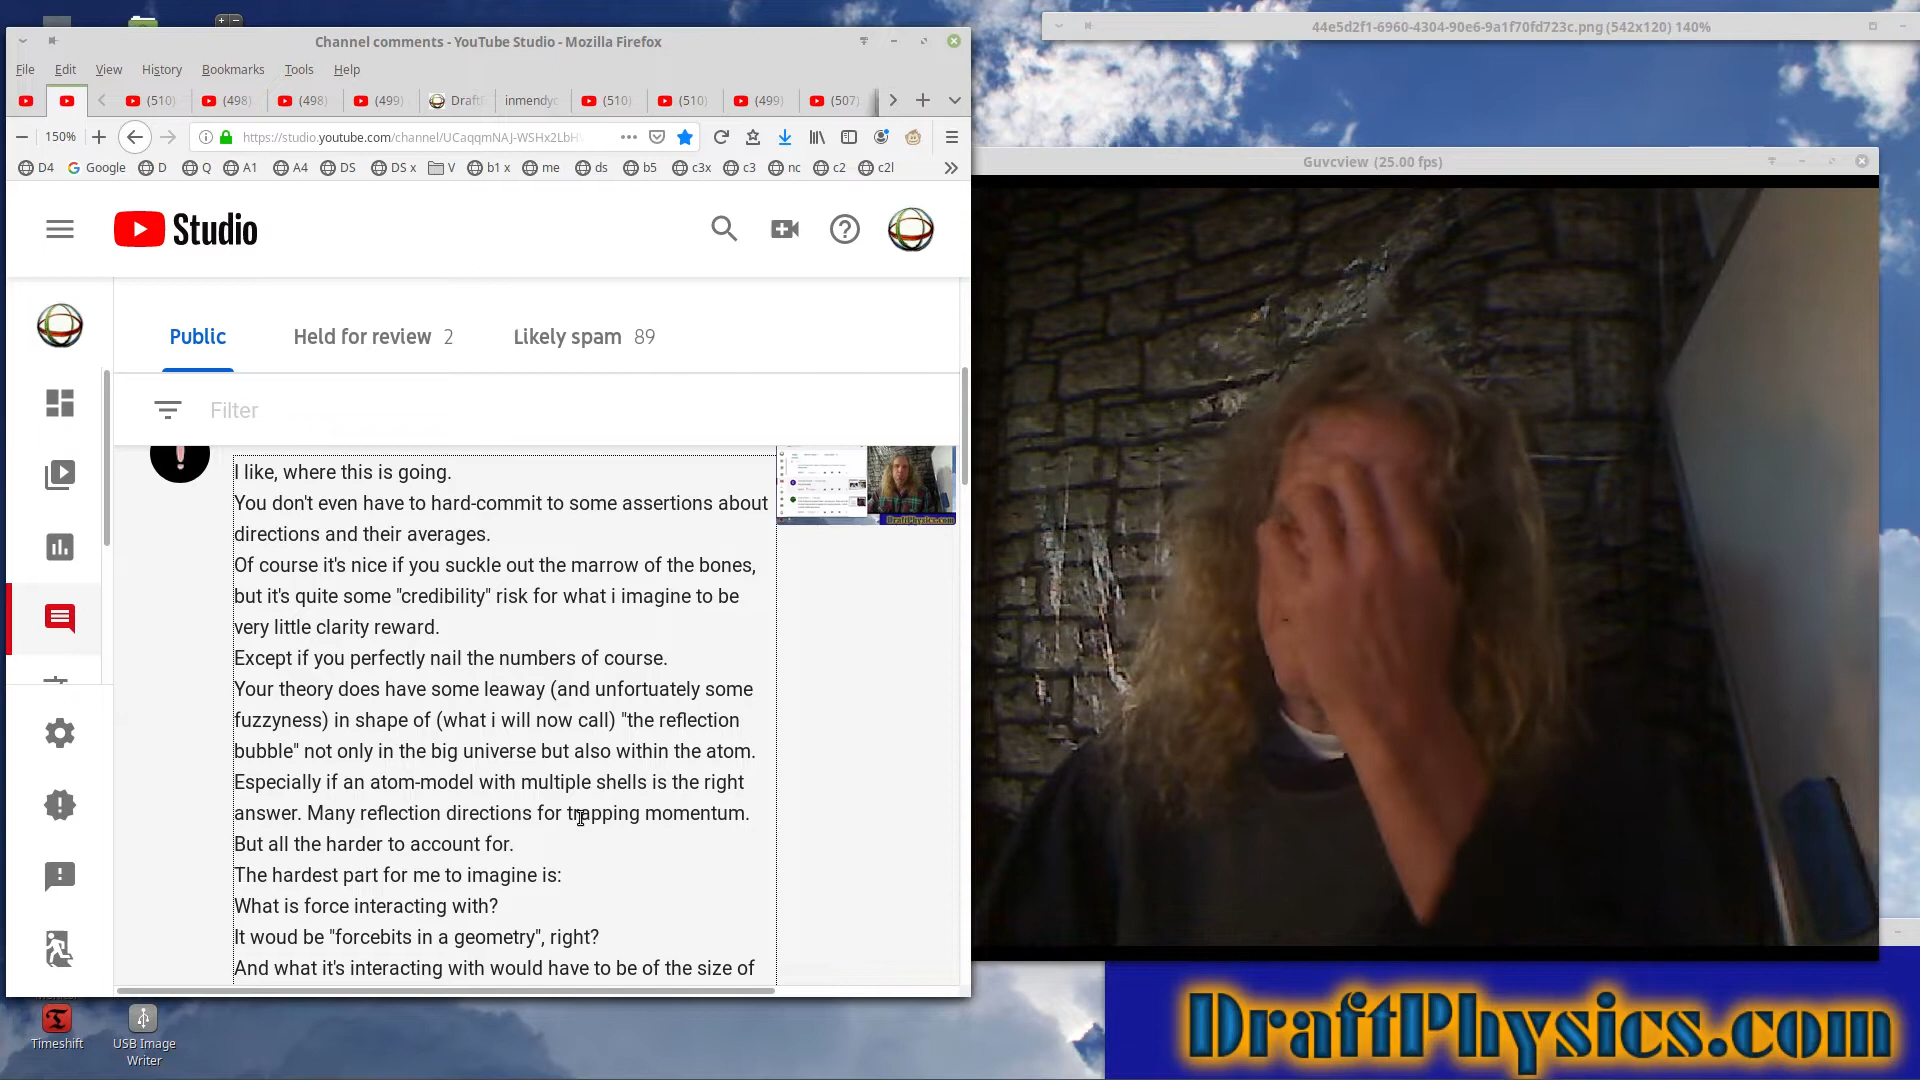 44e5d2f1-6960-4304-90e6-9a1f70fd723c.png (542x120) 140%
Channel comments - YouTube Studio - Mozilla Firefox
File Edit View History Bookmarks Tools Help
(510) (498) (498) (499) Draft inmendy (510) (510) (499) (507)
150% https://studio.youtube.com/channel/UCaqqmNAJ-WSHx2LbH
D4 Google D Q A1 A4 DS DS x V b1 x me ds b5 c3x c3 nc c2 c2l
Guvcview (25.00 fps)
Studio
Public Held for review 2 Likely spam 89
Filter
I like, where this is going.
You don't even have to hard-commit to some assertions about
directions and their averages.
Of course it's nice if you suckle out the marrow of the bones,
but it's quite some "credibility" risk for what i imagine to be
very little clarity reward.
Except if you perfectly nail the numbers of course.
Your theory does have some leaway (and unfortuately some
fuzzyness) in shape of (what i will now call) "the reflection
bubble" not only in the big universe but also within the atom.
Especially if an atom-model with multiple shells is the right
answer. Many reflection directions for trapping momentum.
But all the harder to account for.
The hardest part for me to imagine is:
What is force interacting with?
It woud be "forcebits in a geometry", right?
And what it's interacting with would have to be of the size of
Timeshift
USB Image
Writer
DraftPhysics.com